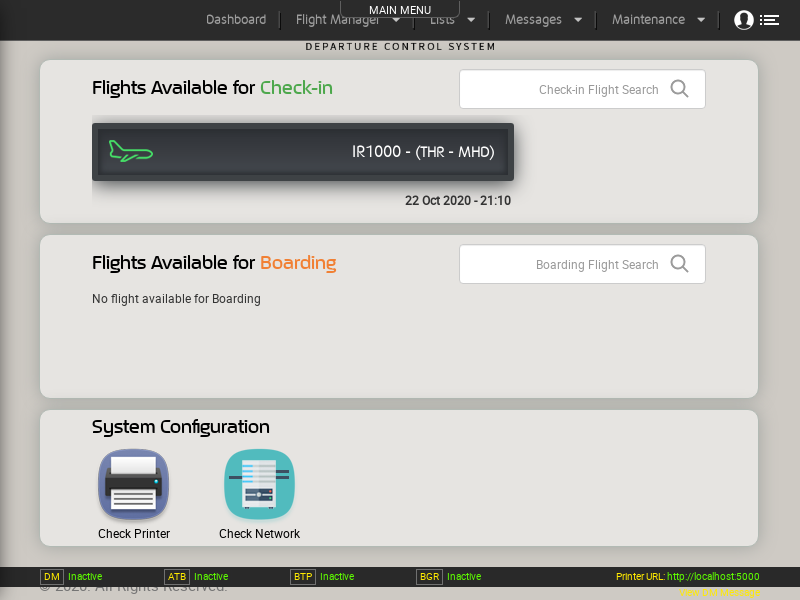 MAIN MENU
Dashboard Flight Manager Lists Messages Maintenance
DEPARTURE CONTROL SYSTEM
Flights Available for Check-in
Check-in Flight Search
IR1000 - (THR - MHD)
22 Oct 2020 - 21:10
Flights Available for Boarding
Boarding Flight Search
No flight available for Boarding
System Configuration
Check Printer Check Network
DM Inactive ATB Inactive BTP Inactive BGR Inactive Printer URL: http://localhost:5000
© 2020. All Rights Reserved.